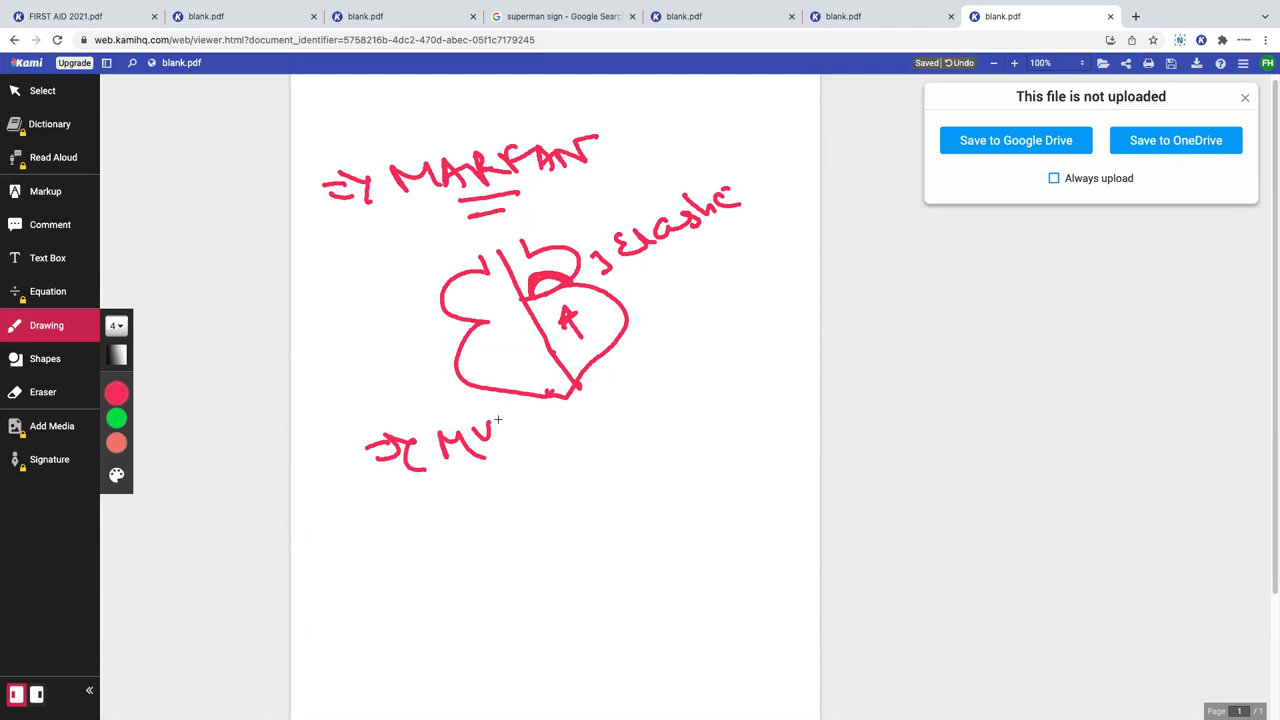 FIRST AID 2021.pdf
blank.pdf
blank.pdf
superman sign - Google Searc
blank.pdf
blank.pdf
blank.pdf
web.kamihq.com/web/viewer.html?document_identifier=5758216b-4dc2-470d-abec-05f1c7179245
Kami Upgrade blank.pdf Saved Undo 100% FH
Select
Dictionary
Read Aloud
Markup
Comment
Text Box
Equation
Drawing
Shapes
Eraser
Add Media
Signature
4
This file is not uploaded
Save to Google Drive Save to OneDrive
Always upload
=> MARFAN
Elastic
=> MV
Page 1 / 1